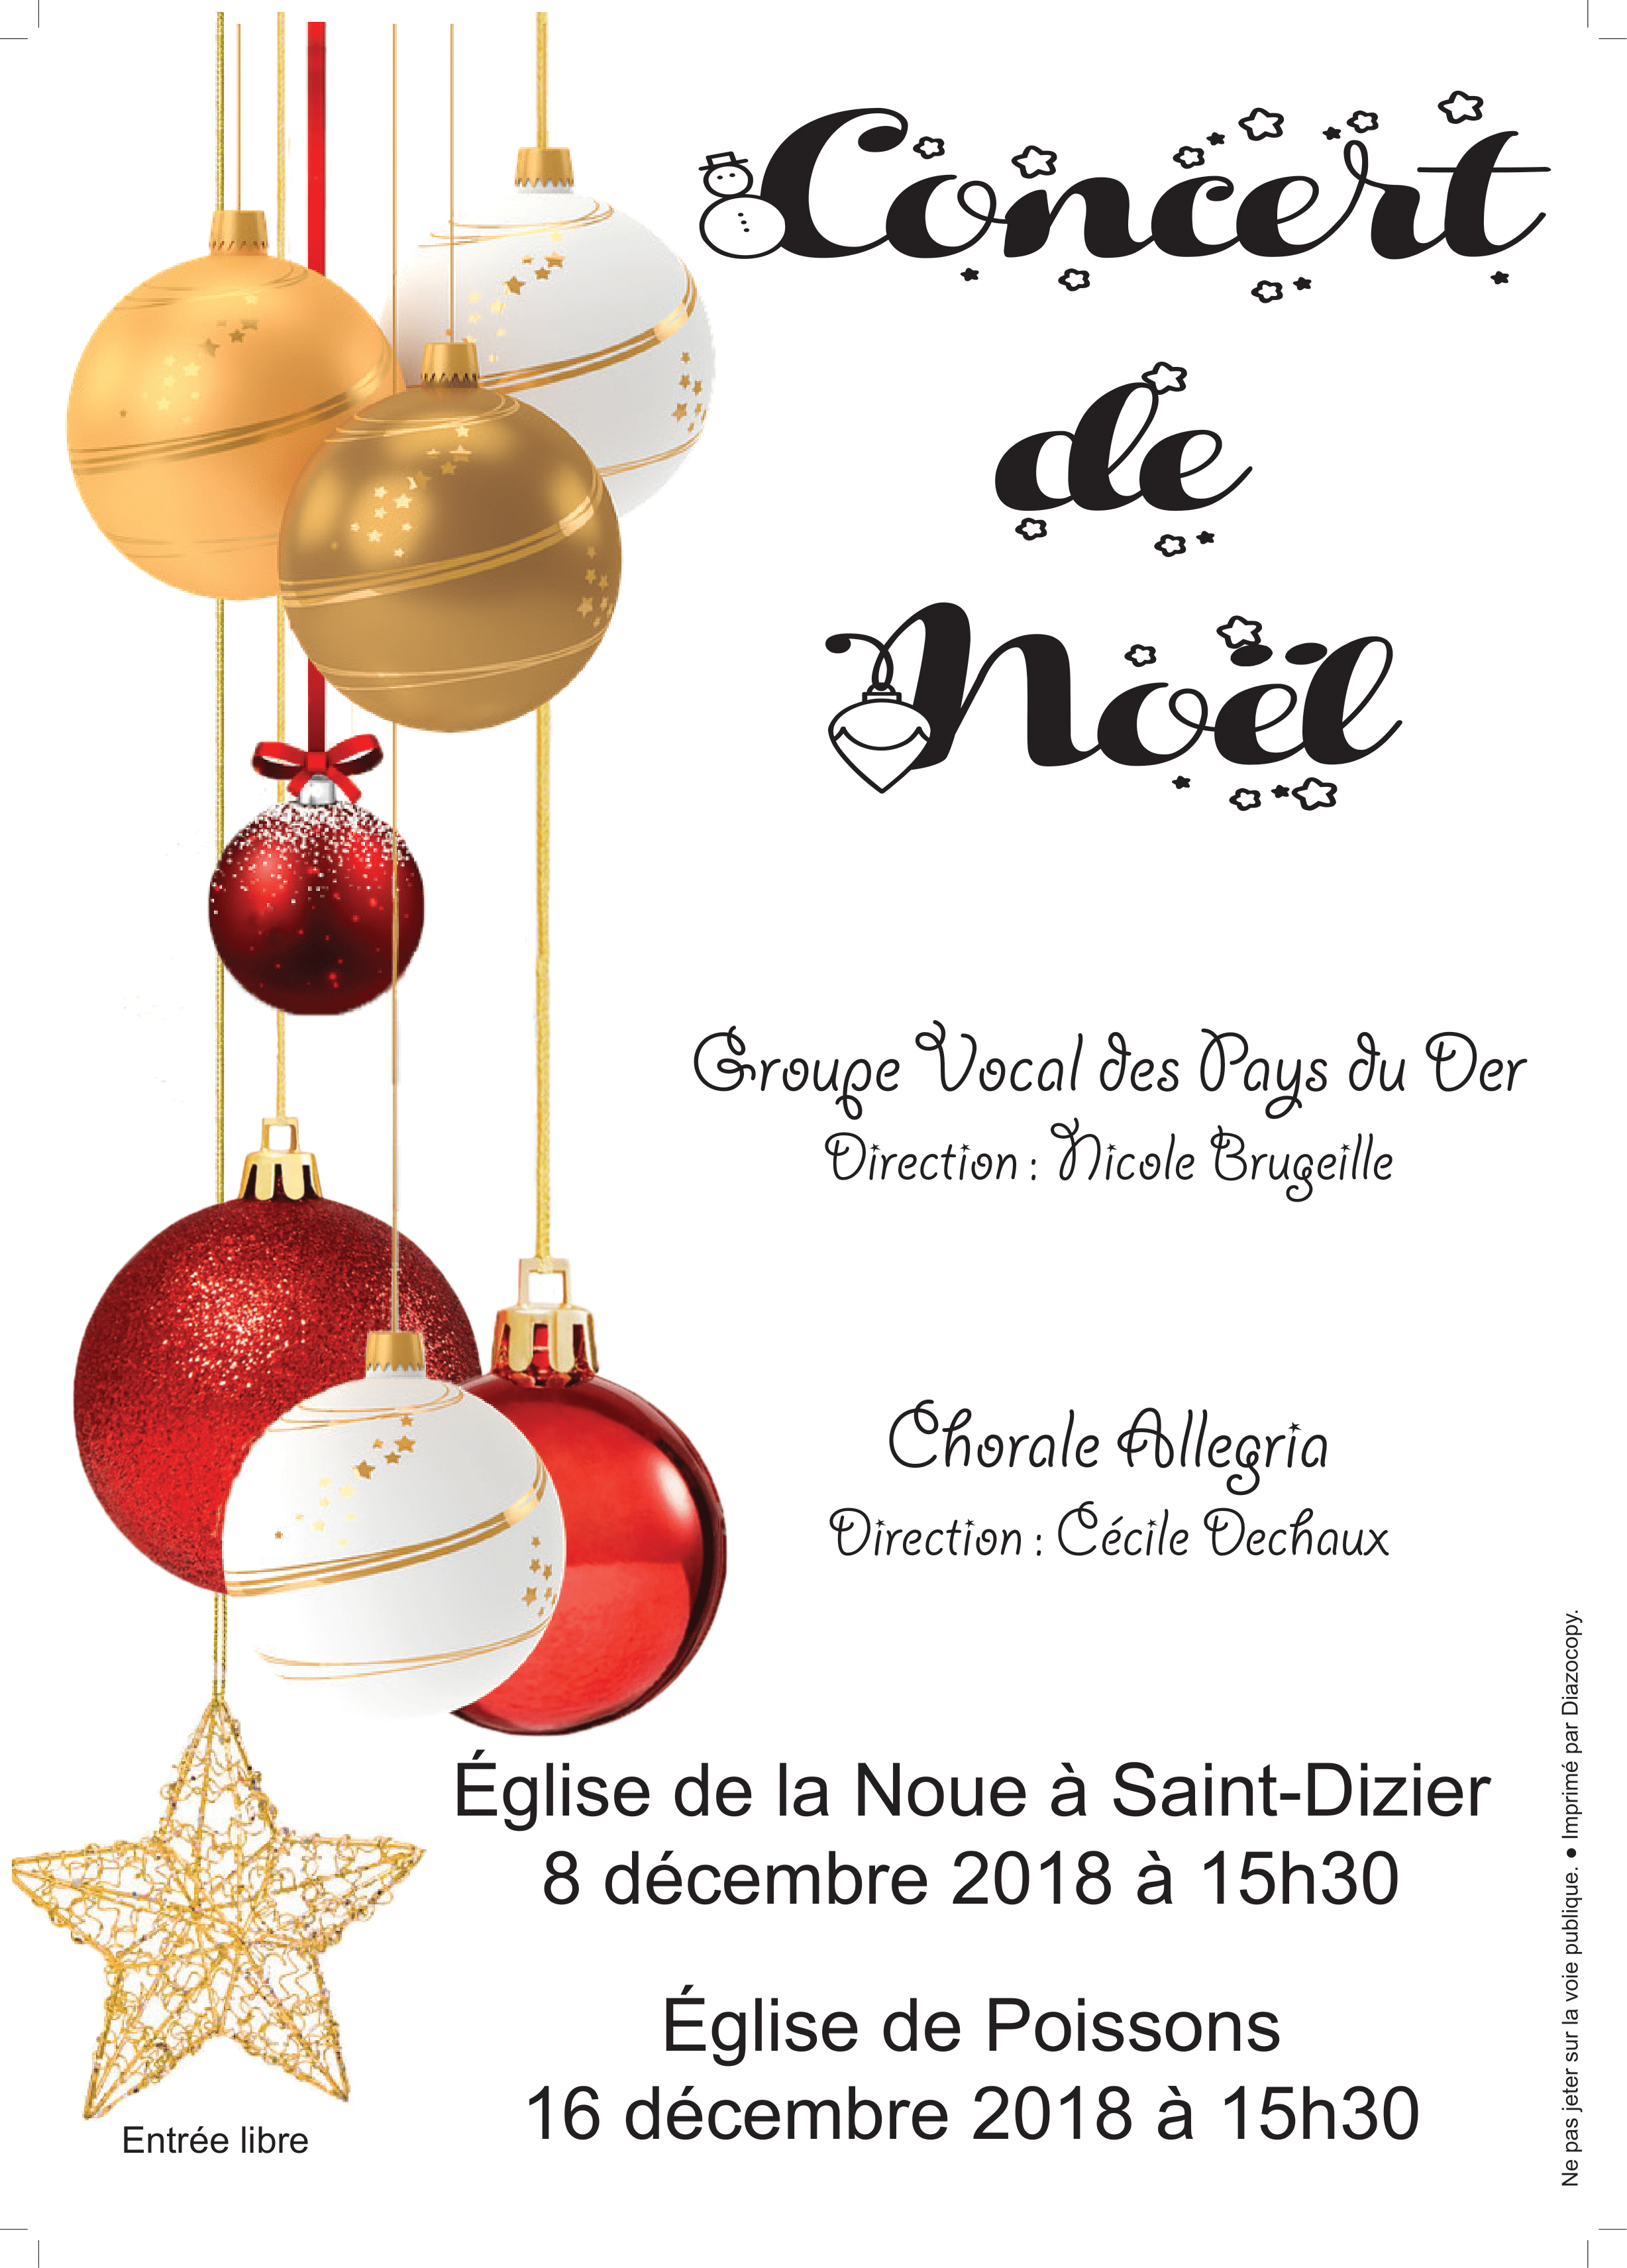 Concert
de
Noël
Groupe Vocal des Pays du Der
Direction : Nicole Brugeille
Chorale Allegria
Direction : Cécile Dechaux
Église de la Noue à Saint-Dizier
8 décembre 2018 à 15h30
Église de Poissons
16 décembre 2018 à 15h30
Entrée libre
Ne pas jeter sur la voie publique. • Imprimé par Diazocopy.